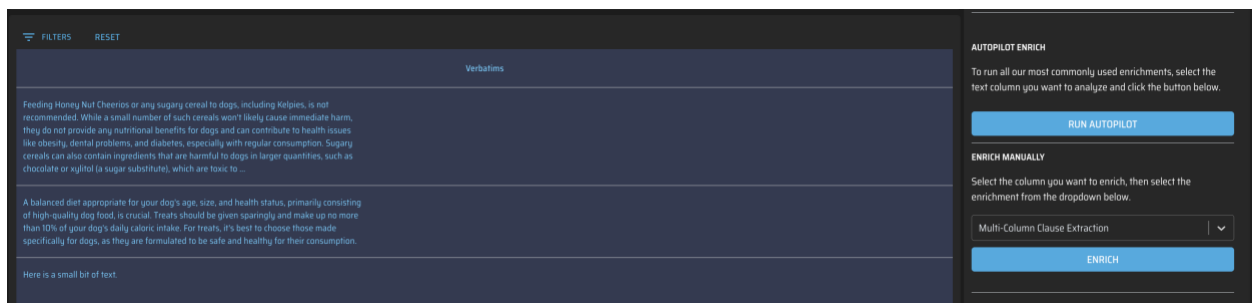 FILTERS RESET
Verbatims
Feeding Honey Nut Cheerios or any sugary cereal to dogs, including Kelpies, is not
recommended. While a small number of such cereals won't likely cause immediate harm,
they do not provide any nutritional benefits for dogs and can contribute to health issues
like obesity, dental problems, and diabetes, especially with regular consumption. Sugary
cereals can also contain ingredients that are harmful to dogs in larger quantities, such as
chocolate or xylitol (a sugar substitute), which are toxic to ...
A balanced diet appropriate for your dog's age, size, and health status, primarily consisting
of high-quality dog food, is crucial. Treats should be given sparingly and make up no more
than 10% of your dog's daily caloric intake. For treats, it's best to choose those made
specifically for dogs, as they are formulated to be safe and healthy for their consumption.
Here is a small bit of text.
AUTOPILOT ENRICH
To run all our most commonly used enrichments, select the
text column you want to analyze and click the button below.
RUN AUTOPILOT
ENRICH MANUALLY
Select the column you want to enrich, then select the
enrichment from the dropdown below.
Multi-Column Clause Extraction
ENRICH